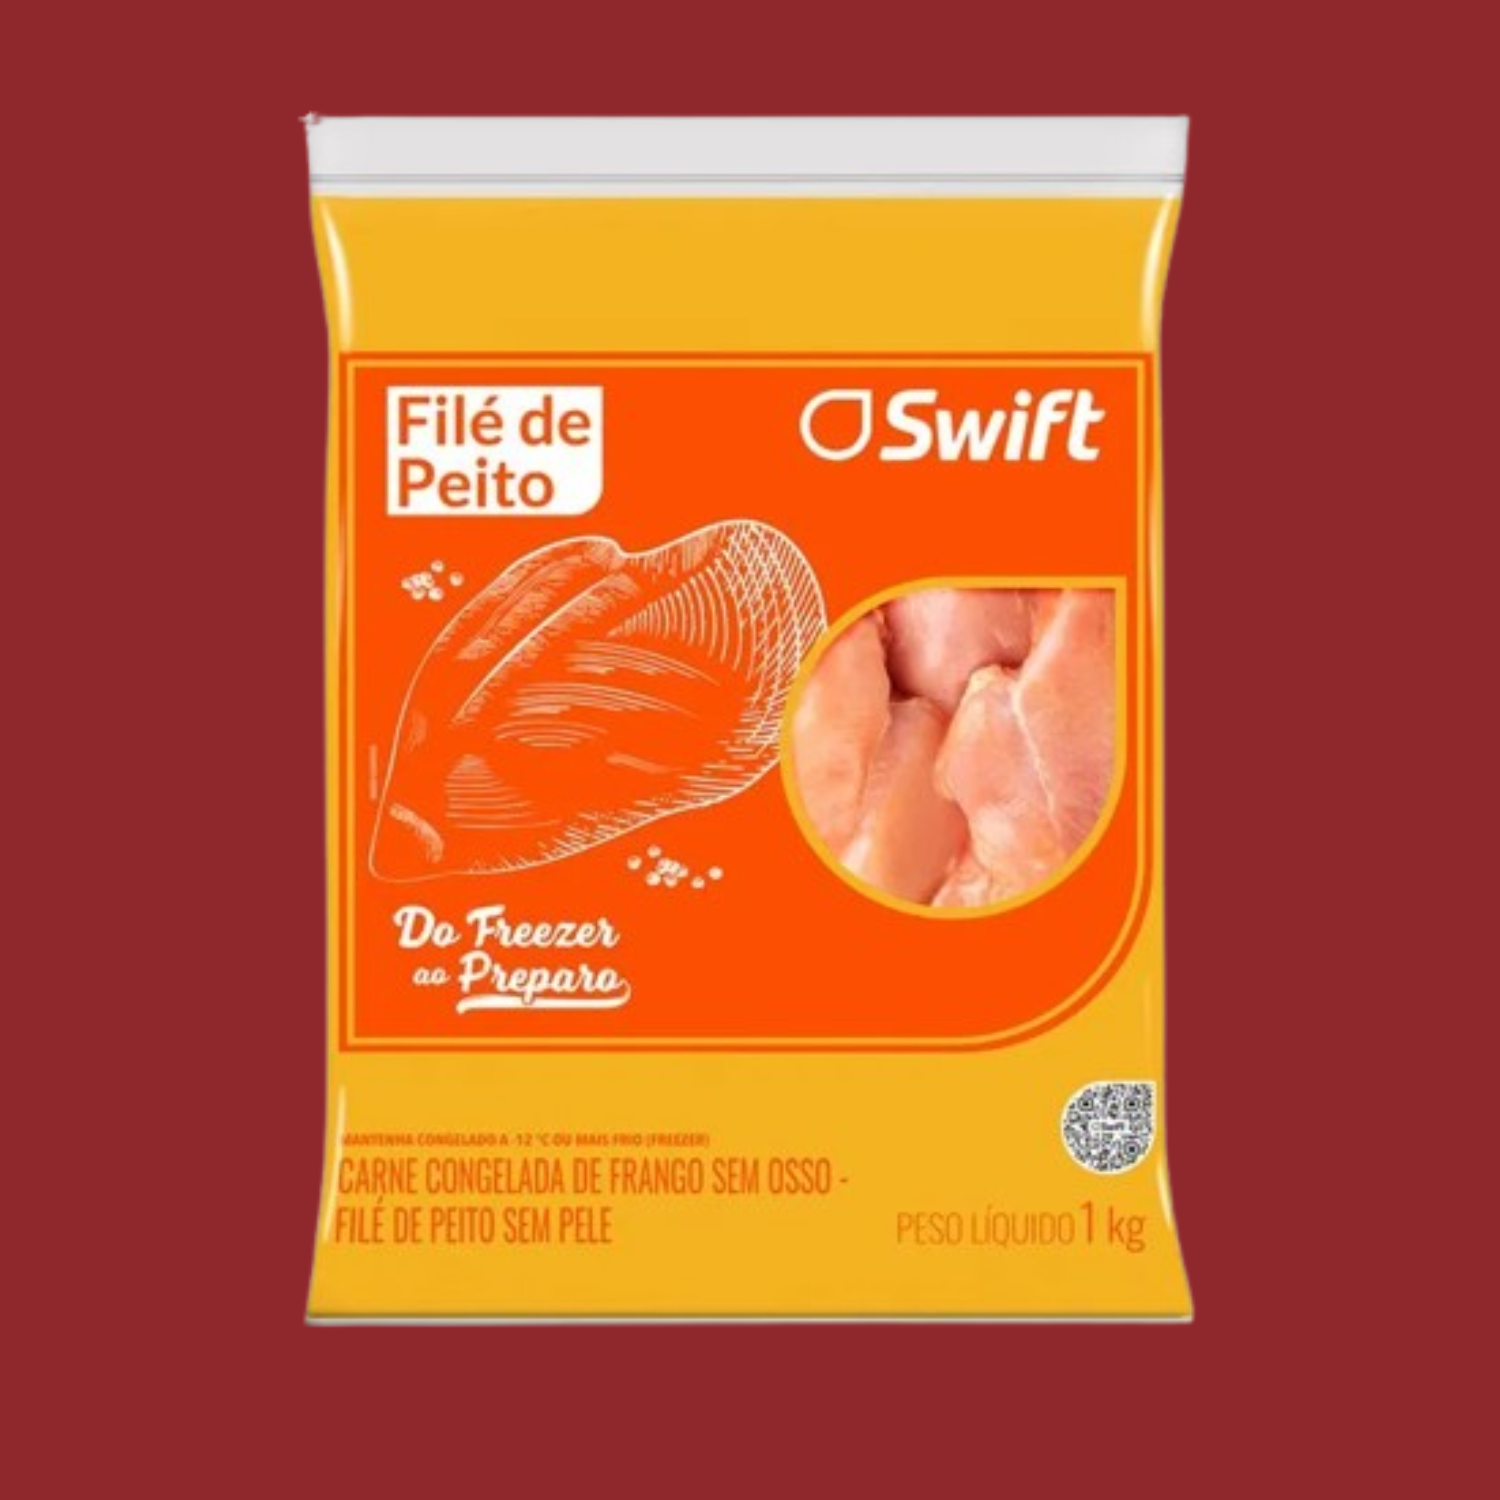 Filé de
Peito
Swift
Do Freezer
ao Preparo
MANTENHA CONGELADO A -12 °C OU MAIS FRIO (FREEZER)
CARNE CONGELADA DE FRANGO SEM OSSO -
FILÉ DE PEITO SEM PELE
PESO LÍQUIDO 1 kg